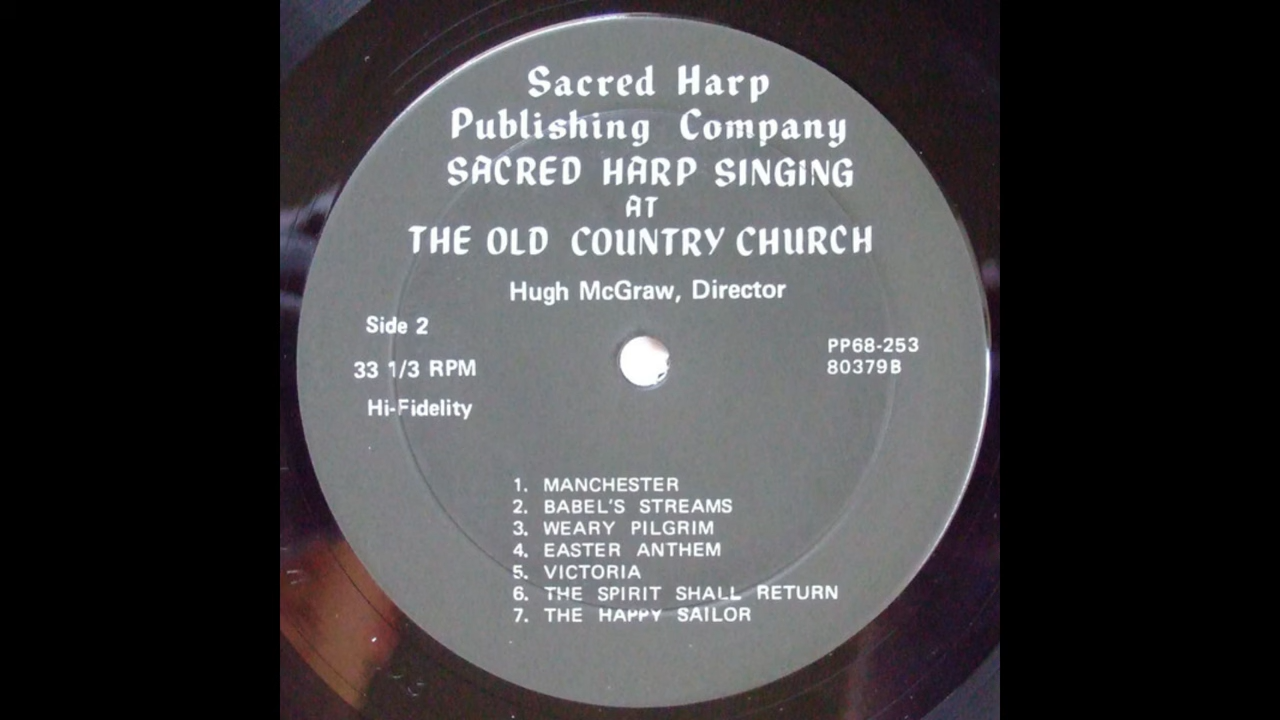 Sacred Harp
Publishing Company
SACRED HARP SINGING
AT
THE OLD COUNTRY CHURCH
Hugh McGraw, Director
Side 2
33 1/3 RPM
Hi-Fidelity
PP68-253
80379B
1. MANCHESTER
2. BABEL'S STREAMS
3. WEARY PILGRIM
4. EASTER ANTHEM
5. VICTORIA
6. THE SPIRIT SHALL RETURN
7. THE HAPPY SAILOR